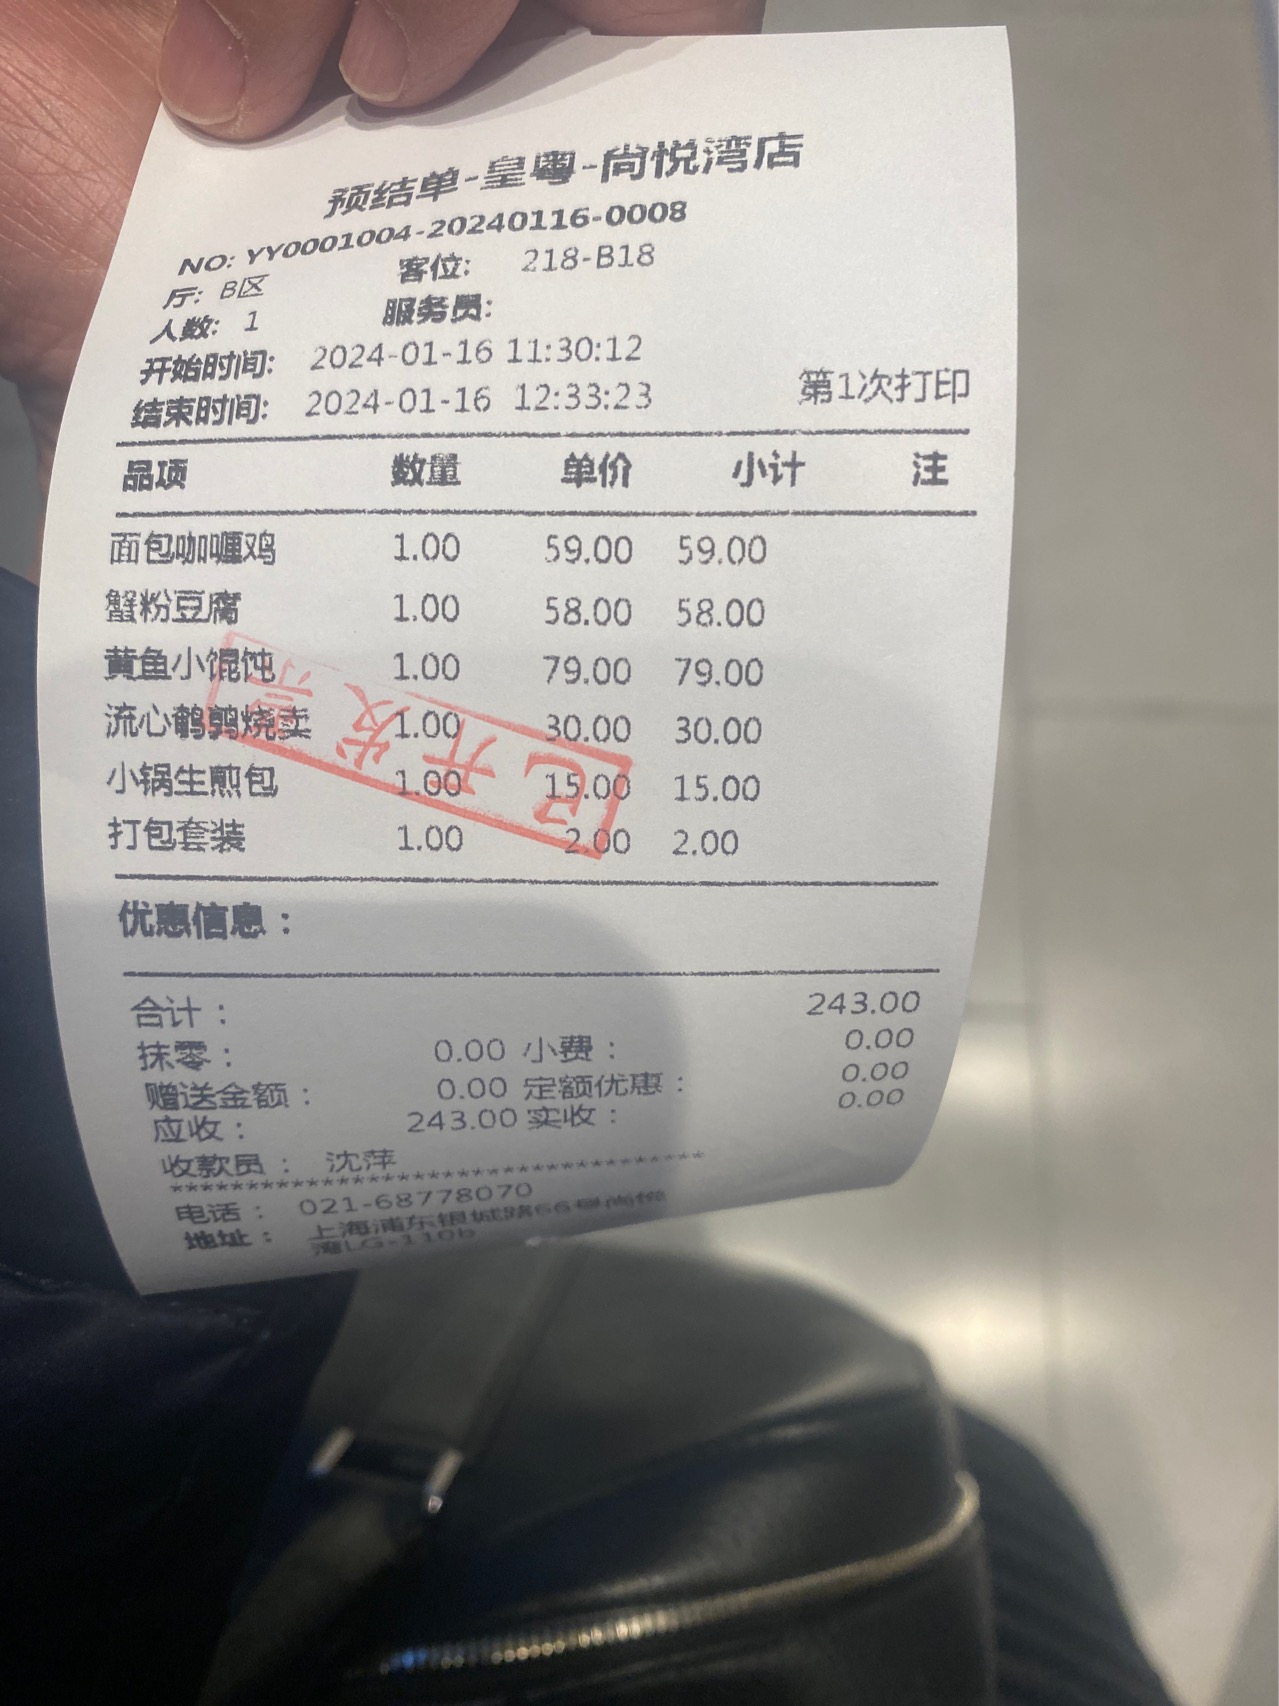 预结单-皇粤-尚悦湾店
NO: YY0001004-20240116-0008
厅: B区 客位: 218-B18
人数: 1 服务员:
开始时间: 2024-01-16 11:30:12
结束时间: 2024-01-16 12:33:23 第1次打印
品项 数量 单价 小计 注
面包咖喱鸡 1.00 59.00 59.00
蟹粉豆腐 1.00 58.00 58.00
黄鱼小馄饨 1.00 79.00 79.00
流心鹌鹑烧卖 1.00 30.00 30.00
小锅生煎包 1.00 15.00 15.00
打包套装 1.00 2.00 2.00
已开发票
优惠信息：
合计： 243.00
抹零： 0.00 小费： 0.00
赠送金额： 0.00 定额优惠： 0.00
应收： 243.00 实收： 0.00
收款员： 沈萍
****************************************
电话： 021-68778070
地址： 上海浦东银城路66号尚悦
湾LG-110b